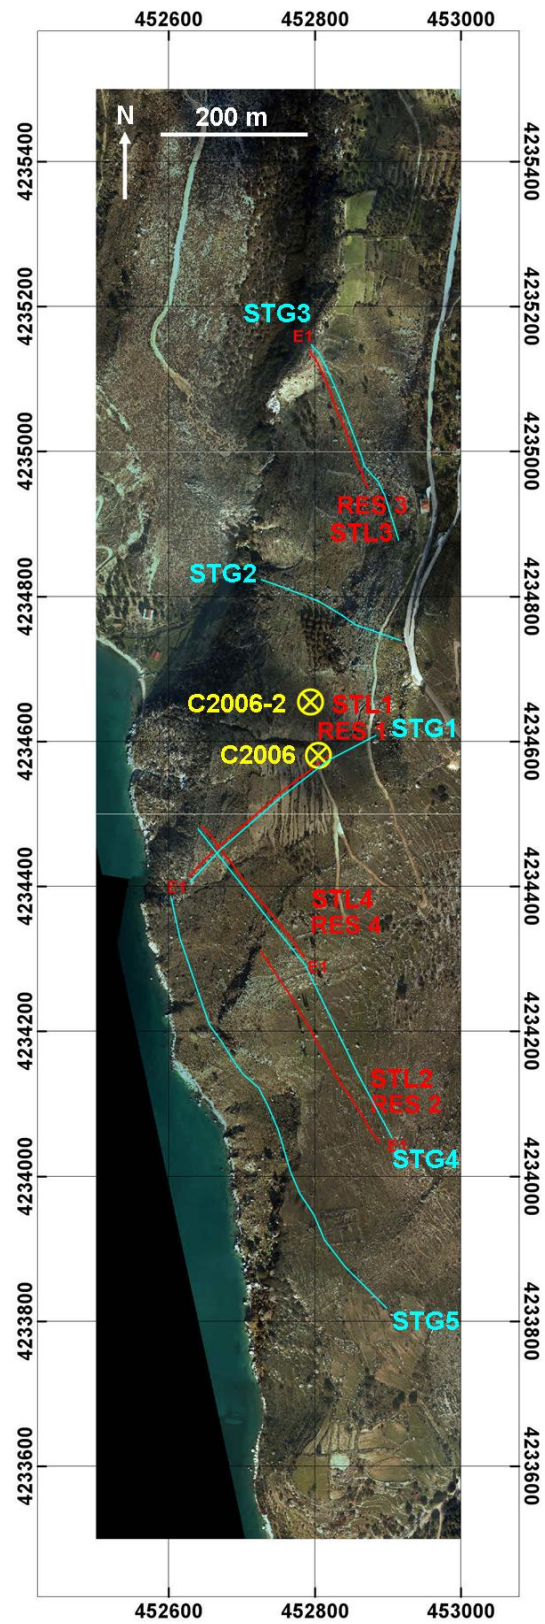 452600 452800 453000
N
200 m
4235400 4235400
4235200 4235200
STG3
E1
4235000 4235000
RES 3
STL3
STG2
4234800 4234800
C2006-2
STL1
RES 1
STG1
C2006
4234600 4234600
E1
4234400 4234400
STL4
RES 4
E1
4234200 4234200
STL2
RES 2
E1
STG4
4234000 4234000
STG5
4233800 4233800
4233600 4233600
452600 452800 453000